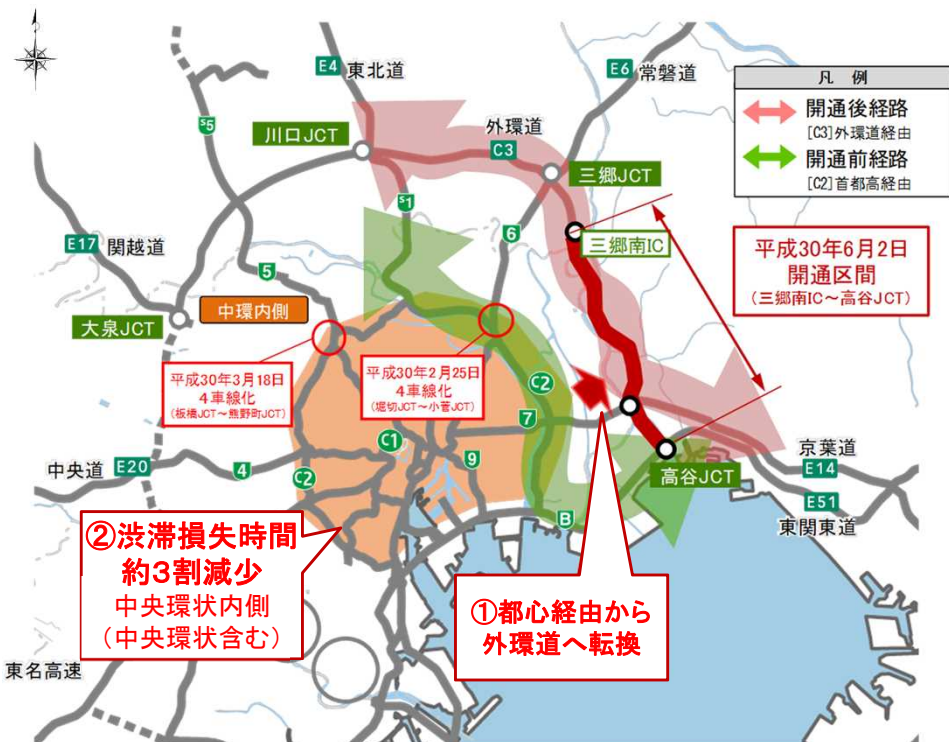 E4 東北道
E6 常磐道
凡 例
開通後経路
[C3]外環道経由
開通前経路
[C2]首都高経由
S5
川口JCT
外環道
C3
三郷JCT
S1
6
三郷南IC
E17 関越道
5
平成30年6月2日
開通区間
(三郷南IC～高谷JCT)
中環内側
大泉JCT
平成30年3月18日
4車線化
(板橋JCT～熊野町JCT)
平成30年2月25日
4車線化
(堀切JCT～小菅JCT)
C2
7
C1
9
中央道 E20
4
C2
高谷JCT
京葉道
E14
E51
東関東道
B
②渋滞損失時間
約3割減少
中央環状内側
(中央環状含む)
①都心経由から
外環道へ転換
東名高速